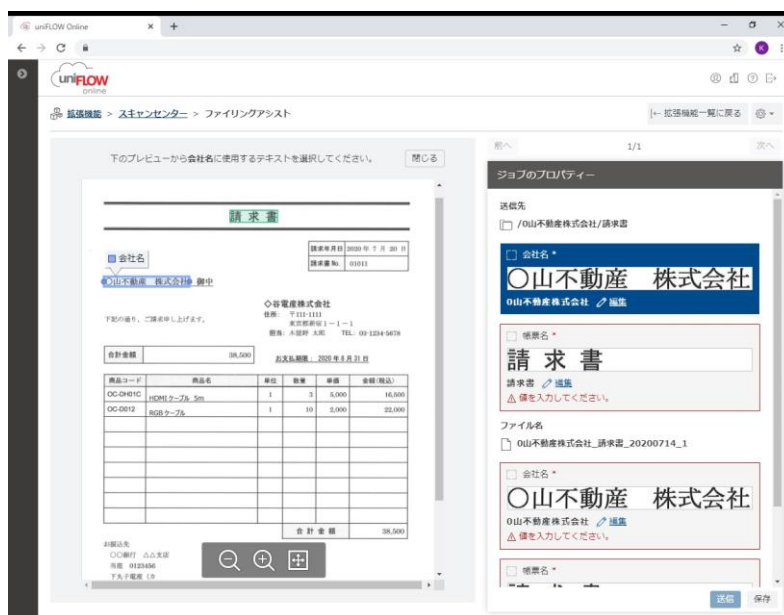 uniFLOW Online
K
uniFLOW
online
拡張機能 > スキャンセンター > ファイリングアシスト
拡張機能一覧に戻る
下のプレビューから会社名に使用するテキストを選択してください。
閉じる
請求書
請求年月日 2020 年 7 月 20 日
請求書 No. 01011
会社名
〇山不動産 株式会社 御中
◇谷電産株式会社
下記の通り、ご請求申し上げます。
住所: 〒111-1111
東京都新宿1-1-1
TEL: 03-1234-5678
合計金額 38,500
お支払期限: 2020 年 8 月 31 日
商品コード 商品名 単位 数量 単価 金額(税込)
OC-DH01C HDMI ケーブル 5m 1 3 5,000 16,500
OC-D012 RGB ケーブル 1 10 2,000 22,000
合 計 金 額 38,500
お振込先
〇〇銀行 △△支店
当座 0123456
前へ
1/1
次へ
ジョブのプロパティー
送信先
/0山不動産株式会社/請求書
会社名 *
〇山不動産 株式会社
0山不動産株式会社 編集
帳票名 *
請 求 書
請求書 編集
値を入力してください。
ファイル名
0山不動産株式会社_請求書_20200714_1
会社名 *
〇山不動産 株式会社
0山不動産株式会社 編集
値を入力してください。
帳票名 *
送信
保存